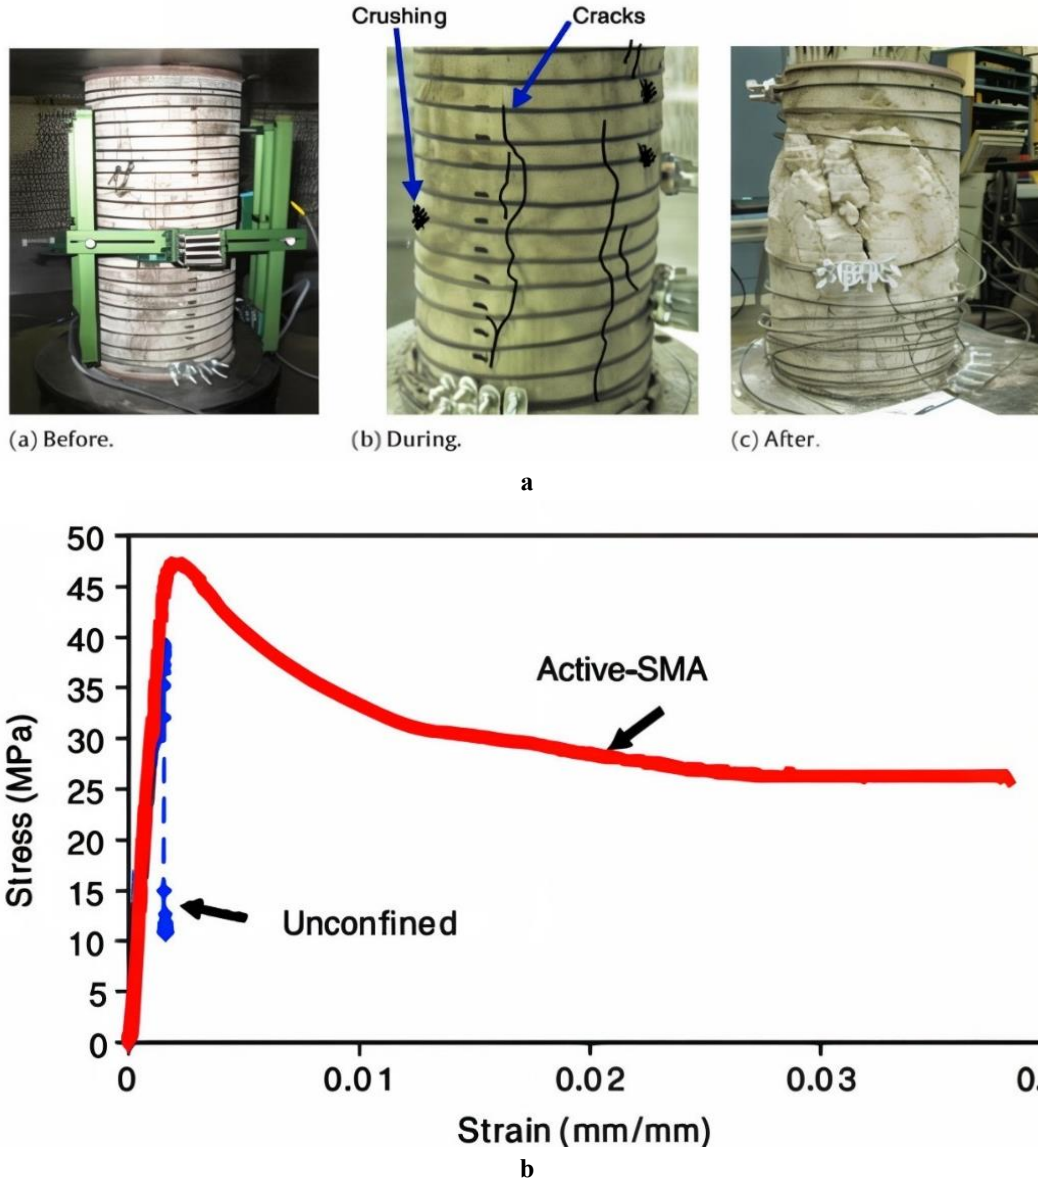 Crushing
Cracks
(a) Before.
(b) During.
(c) After.
a
50
45
40
35
30
25
20
15
10
5
0
Stress (MPa)
Active-SMA
Unconfined
0
0.01
0.02
0.03
0.
Strain (mm/mm)
b